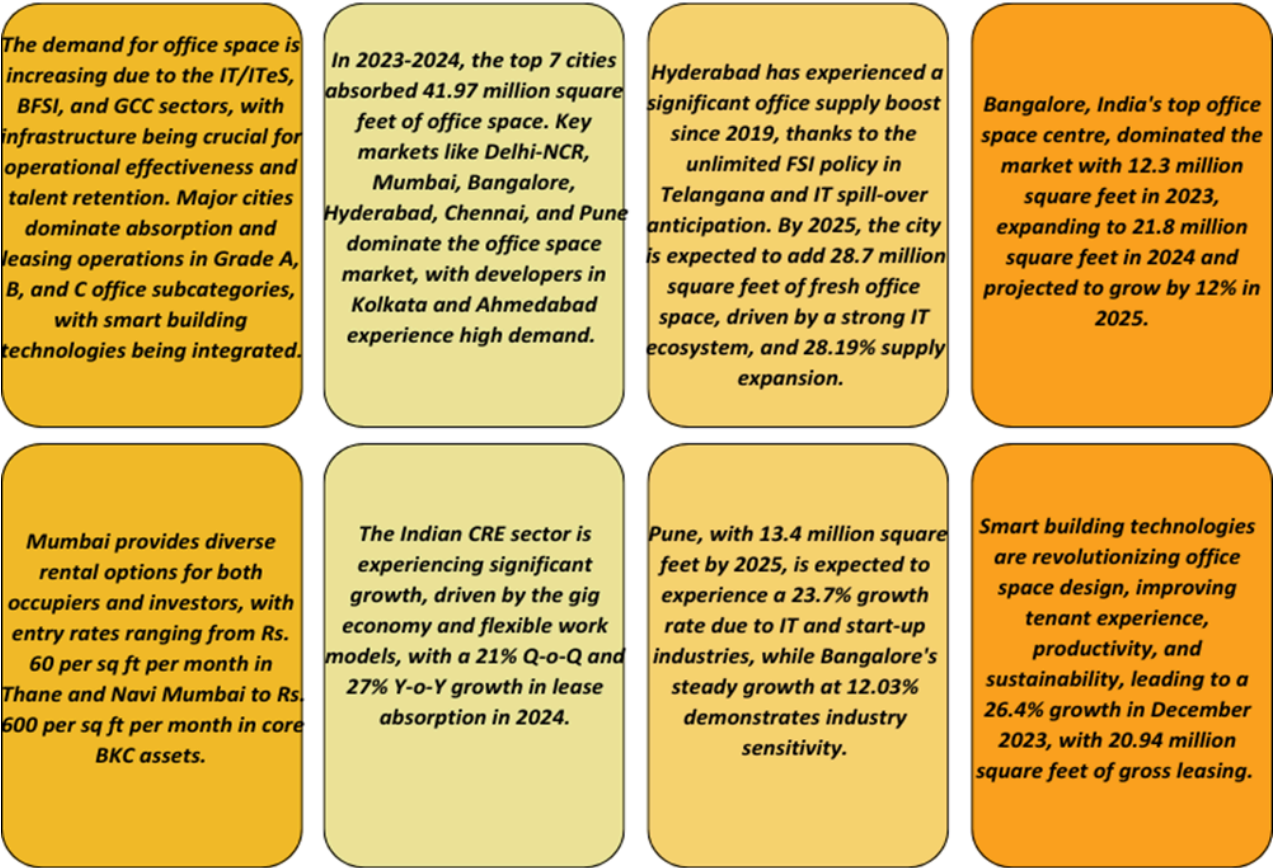 The demand for office space is
increasing due to the IT/ITeS,
BFSI, and GCC sectors, with
infrastructure being crucial for
operational effectiveness and
talent retention. Major cities
dominate absorption and
leasing operations in Grade A,
B, and C office subcategories,
with smart building
technologies being integrated.
In 2023-2024, the top 7 cities
absorbed 41.97 million square
feet of office space. Key
markets like Delhi-NCR,
Mumbai, Bangalore,
Hyderabad, Chennai, and Pune
dominate the office space
market, with developers in
Kolkata and Ahmedabad
experience high demand.
Hyderabad has experienced a
significant office supply boost
since 2019, thanks to the
unlimited FSI policy in
Telangana and IT spill-over
anticipation. By 2025, the city
is expected to add 28.7 million
square feet of fresh office
space, driven by a strong IT
ecosystem, and 28.19% supply
expansion.
Bangalore, India's top office
space centre, dominated the
market with 12.3 million
square feet in 2023,
expanding to 21.8 million
square feet in 2024 and
projected to grow by 12% in
2025.
Mumbai provides diverse
rental options for both
occupiers and investors, with
entry rates ranging from Rs.
60 per sq ft per month in
Thane and Navi Mumbai to Rs.
600 per sq ft per month in core
BKC assets.
The Indian CRE sector is
experiencing significant
growth, driven by the gig
economy and flexible work
models, with a 21% Q-o-Q and
27% Y-o-Y growth in lease
absorption in 2024.
Pune, with 13.4 million square
feet by 2025, is expected to
experience a 23.7% growth
rate due to IT and start-up
industries, while Bangalore's
steady growth at 12.03%
demonstrates industry
sensitivity.
Smart building technologies
are revolutionizing office
space design, improving
tenant experience,
productivity, and
sustainability, leading to a
26.4% growth in December
2023, with 20.94 million
square feet of gross leasing.